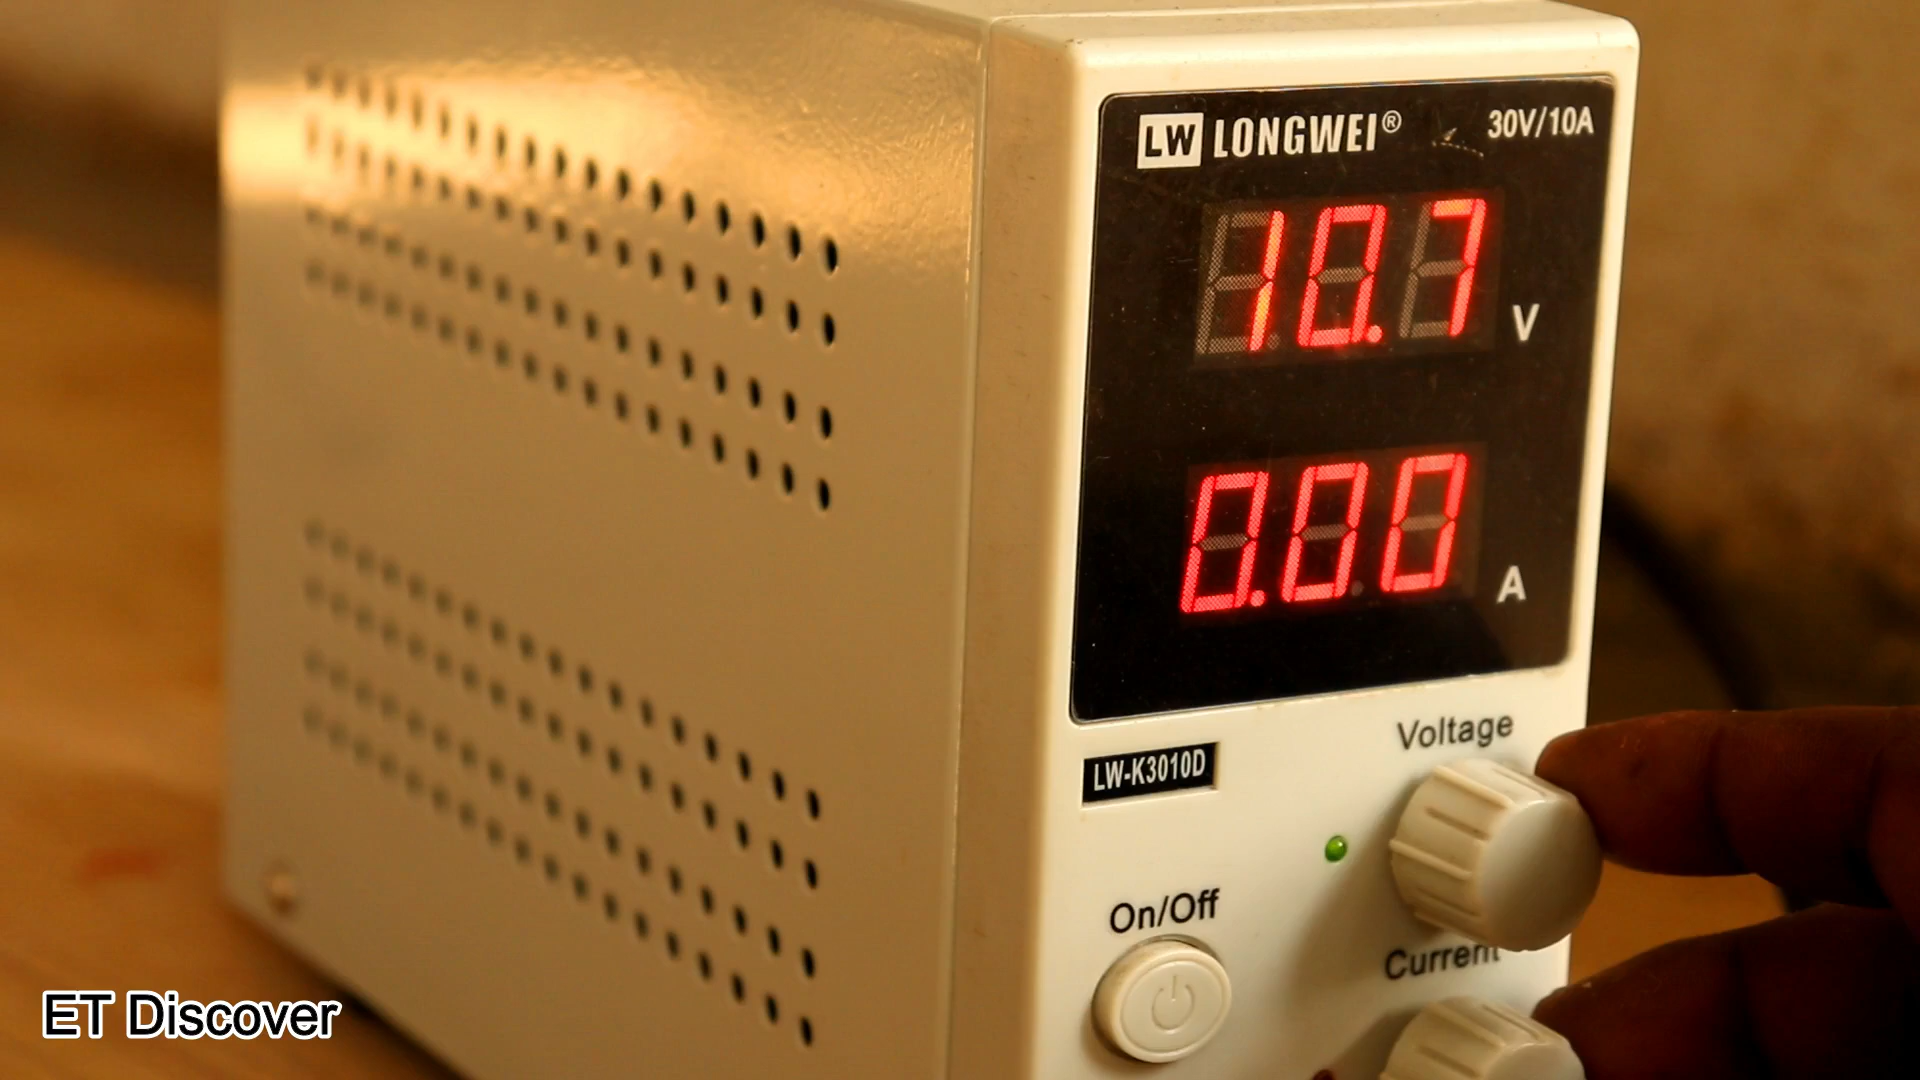 LW LONGWEI® 30V/10A
10.7 V
0.00 A
Voltage
LW-K3010D
On/Off
Current
ET Discover